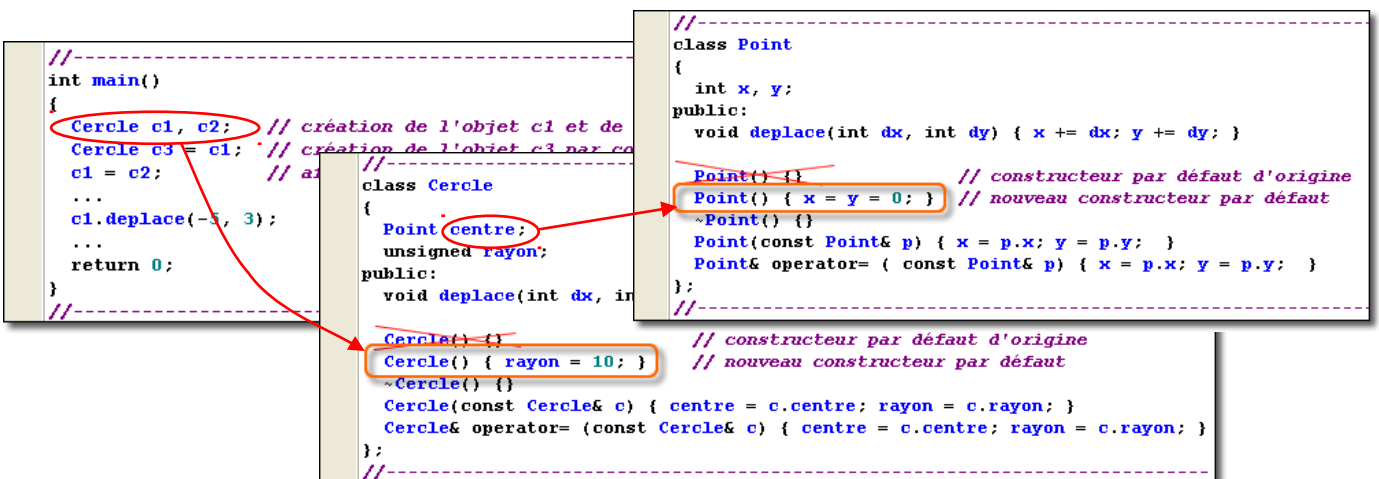 //--------------------------------------------------------
int main()
{
Cercle c1, c2; // création de l'objet c1 et de
Cercle c3 = c1; // création de l'objet c3 par co
c1 = c2; // af
...
c1.deplace(-5, 3);
...
return 0;
}
//------------------------
//------------------------
class Cercle
{
Point centre;
unsigned rayon;
public:
void deplace(int dx, in
Cercle() {} // constructeur par défaut d'origine
Cercle() { rayon = 10; } // nouveau constructeur par défaut
~Cercle() {}
Cercle(const Cercle& c) { centre = c.centre; rayon = c.rayon; }
Cercle& operator= (const Cercle& c) { centre = c.centre; rayon = c.rayon; }
};
//--------------------------------------------------------
//--------------------------------------------------------
class Point
{
int x, y;
public:
void deplace(int dx, int dy) { x += dx; y += dy; }
Point() {} // constructeur par défaut d'origine
Point() { x = y = 0; } // nouveau constructeur par défaut
~Point() {}
Point(const Point& p) { x = p.x; y = p.y; }
Point& operator= ( const Point& p) { x = p.x; y = p.y; }
};
//--------------------------------------------------------